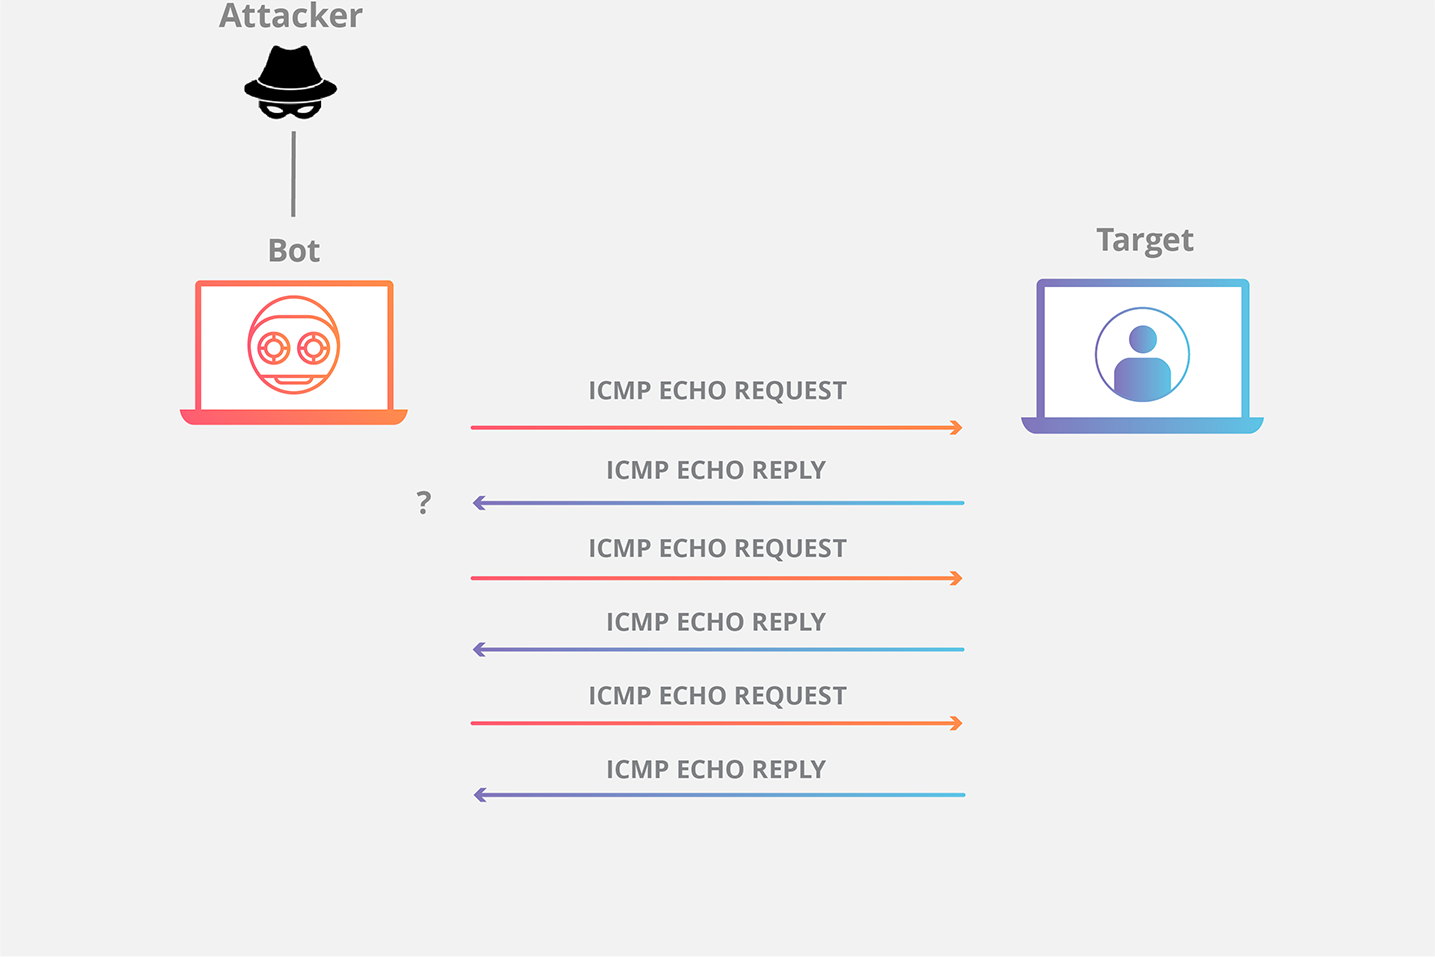 Attacker
Bot
Target
ICMP ECHO REQUEST
ICMP ECHO REPLY
?
ICMP ECHO REQUEST
ICMP ECHO REPLY
ICMP ECHO REQUEST
ICMP ECHO REPLY